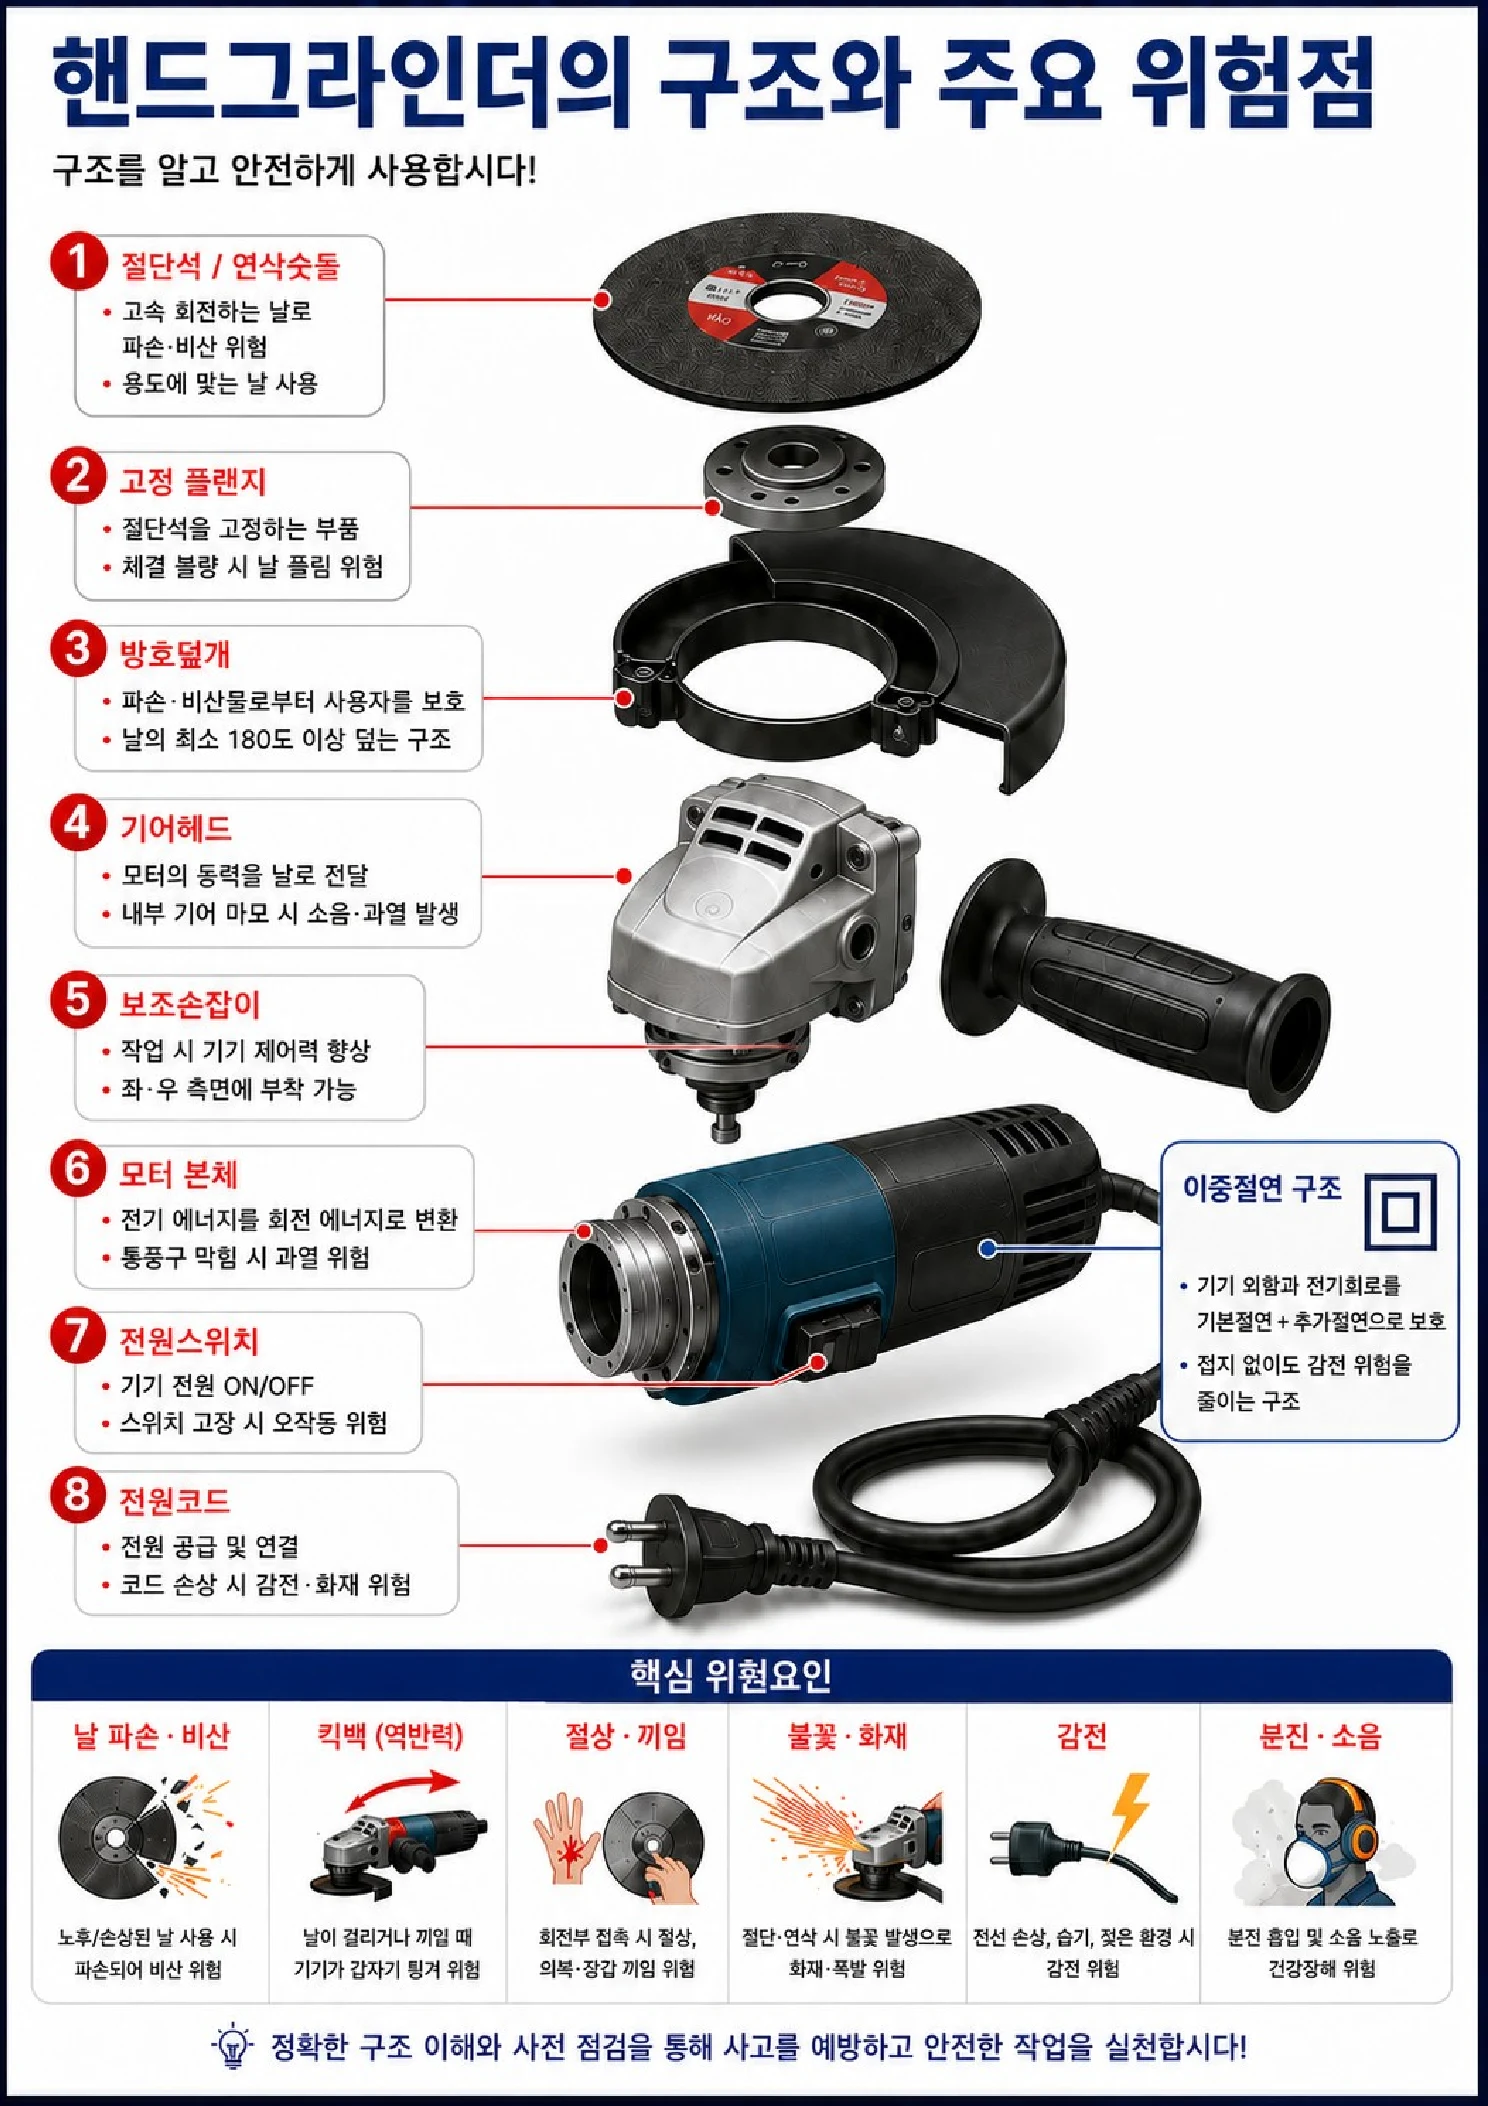 핸드그라인더의 구조와 주요 위험점
구조를 알고 안전하게 사용합시다!
1 절단석 / 연삭숫돌
• 고속 회전하는 날로
파손·비산 위험
• 용도에 맞는 날 사용
2 고정 플랜지
• 절단석을 고정하는 부품
• 체결 볼량 시 날 플림 위험
3 방호덮개
• 파손·비산물로부터 사용자를 보호
• 날의 최소 180도 이상 덮는 구조
4 기어헤드
• 모터의 동력을 날로 전달
• 내부 기어 마모 시 소음·과열 발생
5 보조손잡이
• 작업 시 기기 제어력 향상
• 좌·우 측면에 부착 가능
6 모터 본체
• 전기 에너지를 회전 에너지로 변환
• 통풍구 막힘 시 과열 위험
이중절연 구조
• 기기 외함과 전기회로를
기본절연 + 추가절연으로 보호
• 접지 없이도 감전 위험을
줄이는 구조
7 전원스위치
• 기기 전원 ON/OFF
• 스위치 고장 시 오작동 위험
8 전원코드
• 전원 공급 및 연결
• 코드 손상 시 감전·화재 위험
핵심 위훤요인
날 파손 · 비산
노후/손상된 날 사용 시
파손되어 비산 위험
킥백 (역반력)
날이 걸리거나 끼일 때
기기가 갑자기 튕겨 위험
절상 · 끼임
회전부 접촉 시 절상,
의복·장갑 끼임 위험
불꽃 · 화재
절단·연삭 시 불꽃 발생으로
화재·폭발 위험
감전
전선 손상, 습기, 젖은 환경 시
감전 위험
분진 · 소음
분전 흡입 및 소음 노출로
건강장해 위험
정확한 구조 이해와 사전 점검을 통해 사고를 예방하고 안전한 작업을 실천합시다!